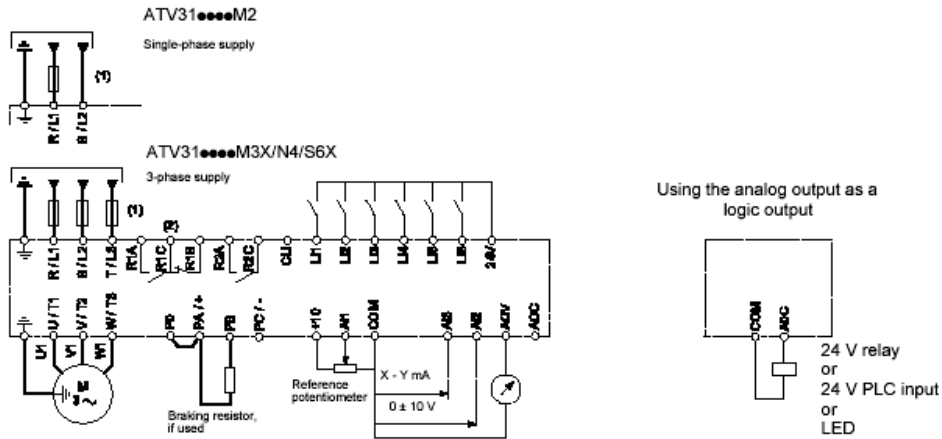 ATV31●●●●M2
Single-phase supply
(1)
R / L1
S / L2
ATV31●●●●M3X/N4/S6X
3-phase supply
(1)
(2)
R / L1
S / L2
T / L3
R1A
R1C
R1B
R2A
R2C
CLI
LI1
LI2
LI3
LI4
LI5
LI6
24V
U / T1
V / T2
W / T3
P0
PA / +
PB
PC / -
+10
AI1
COM
AI3
AI2
AOV
AOC
U1
V1
W1
M
3 ~
Braking resistor,
if used
Reference
potentiometer
X - Y mA
0 ± 10 V
Using the analog output as a
logic output
COM
AOC
24 V relay
or
24 V PLC input
or
LED